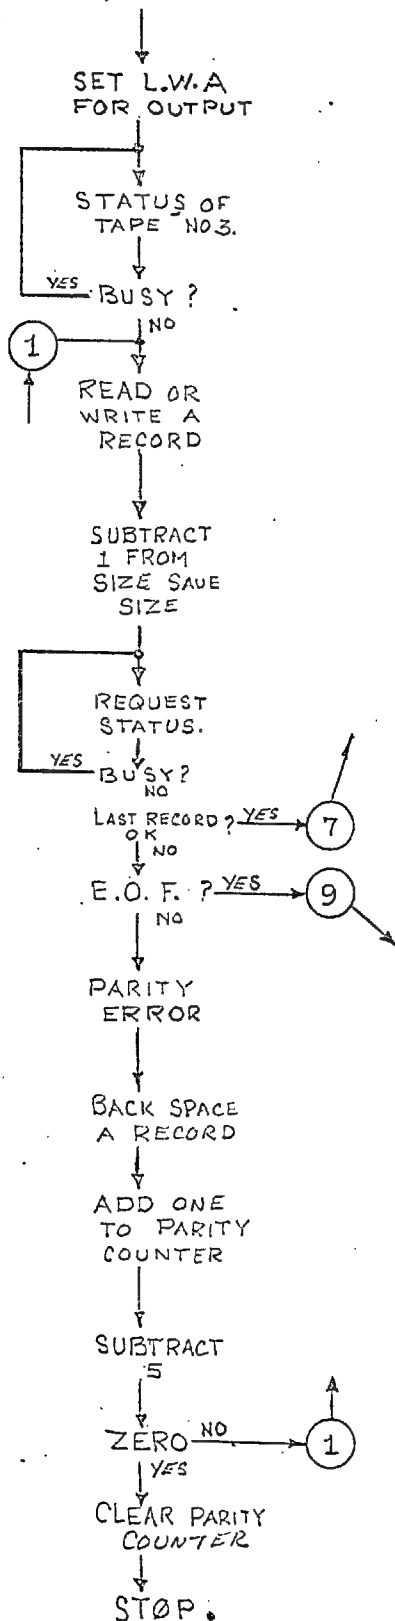 SET L.W.A
FOR OUTPUT
STATUS OF
TAPE NO3.
YES BUSY?
NO
1
READ OR
WRITE A
RECORD
SUBTRACT
1 FROM
SIZE SAVE
SIZE
REQUEST
STATUS.
YES BUSY?
NO
LAST RECORD? YES 7
OK
NO
E.O.F. ? YES 9
NO
PARITY
ERROR
BACK SPACE
A RECORD
ADD ONE
TO PARITY
COUNTER
SUBTRACT
5
ZERO NO 1
YES
CLEAR PARITY
COUNTER
STØP.